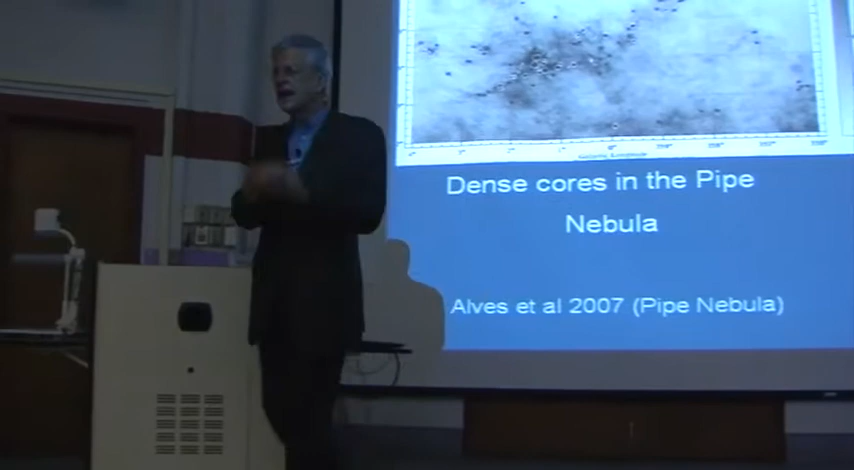 Dense cores in the Pipe
Nebula
Alves et al 2007 (Pipe Nebula)